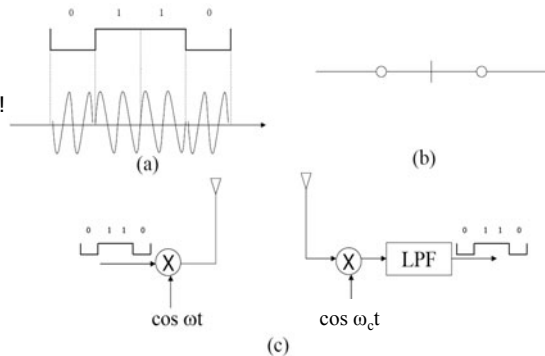 0 1 1 0
!
(a)
(b)
0 1 1 0
X
cos ωt
X
LPF
0 1 1 0
cos ω_ct
(c)